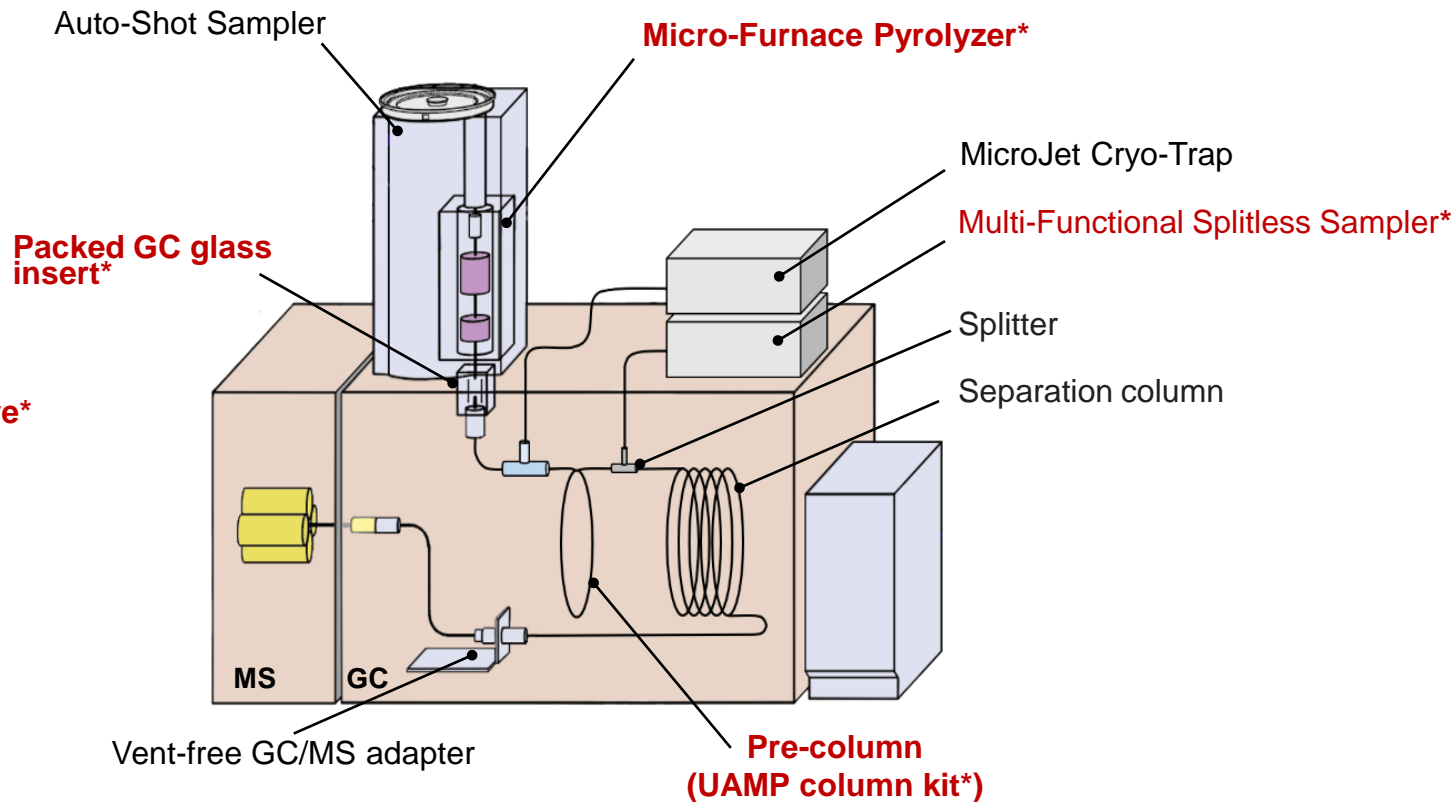 Auto-Shot Sampler
Micro-Furnace Pyrolyzer*
MicroJet Cryo-Trap
Multi-Functional Splitless Sampler*
Packed GC glass
insert*
Splitter
Separation column
e*
MS
GC
Vent-free GC/MS adapter
Pre-column
(UAMP column kit*)